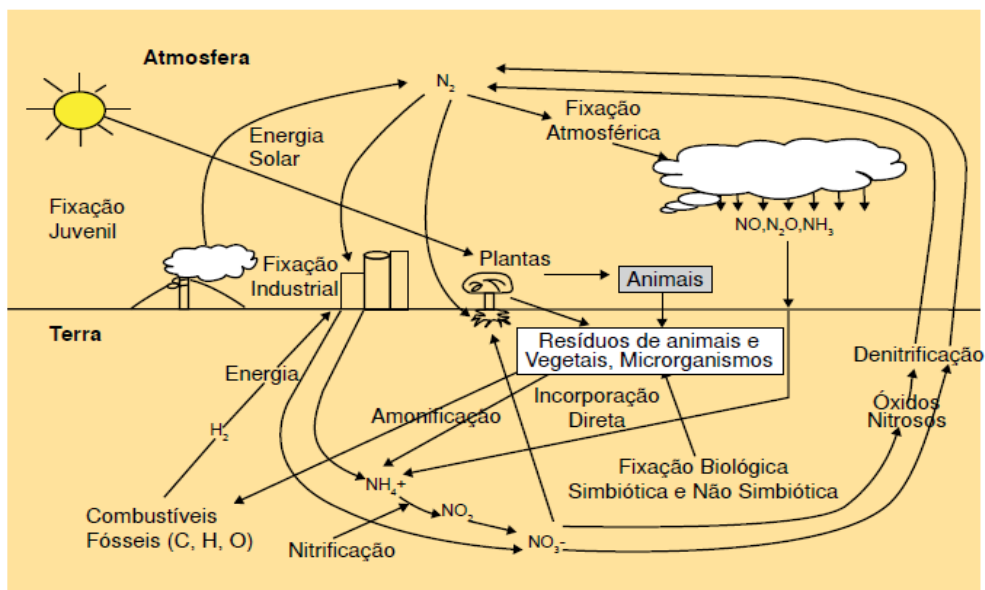 Atmosfera
N₂
Fixação
Atmosférica
Energia
Solar
Fixação
Juvenil
NO,N₂O,NH₃
Fixação
Industrial
Plantas
Animais
Terra
Resíduos de animais e
Vegetais, Microrganismos
Denitrificação
Energia
Amonificação
Incorporação
Direta
Óxidos
Nitrosos
H₂
Fixação Biológica
Simbiótica e Não Simbiótica
NH₄+
NO₂
Combustíveis
Fósseis (C, H, O)
Nitrificação
NO₃-